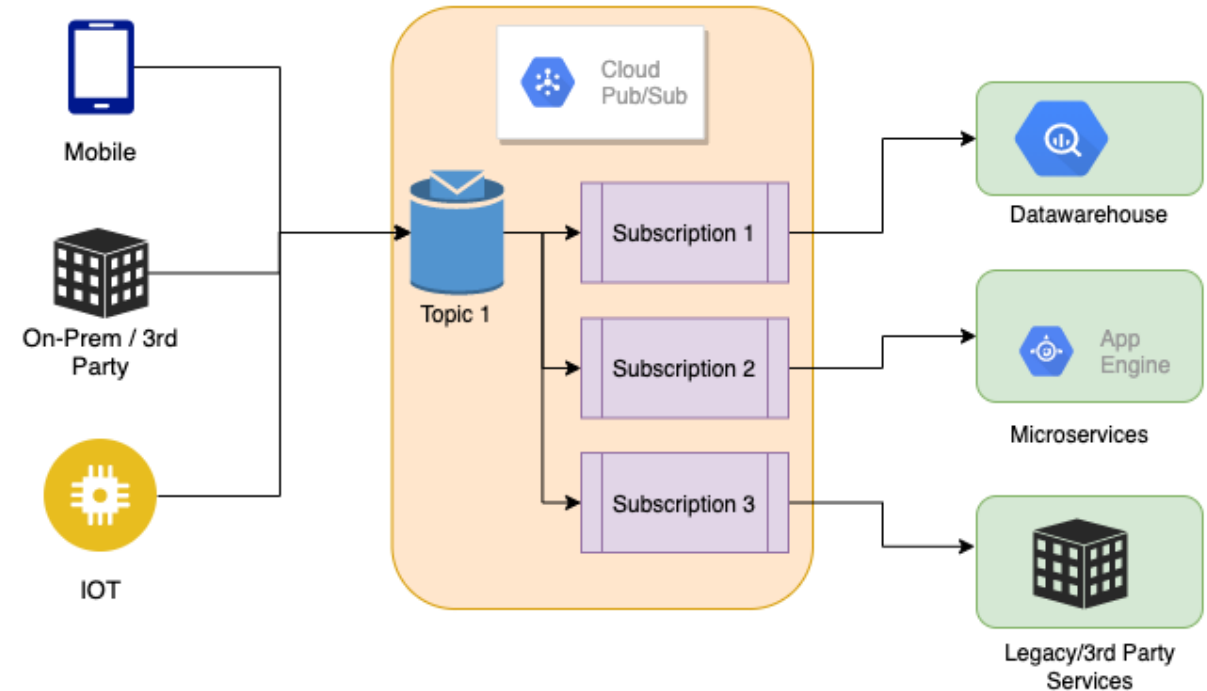 Mobile
On-Prem / 3rd
Party
IOT
Cloud
Pub/Sub
Topic 1
Subscription 1
Subscription 2
Subscription 3
Datawarehouse
App
Engine
Microservices
Legacy/3rd Party
Services